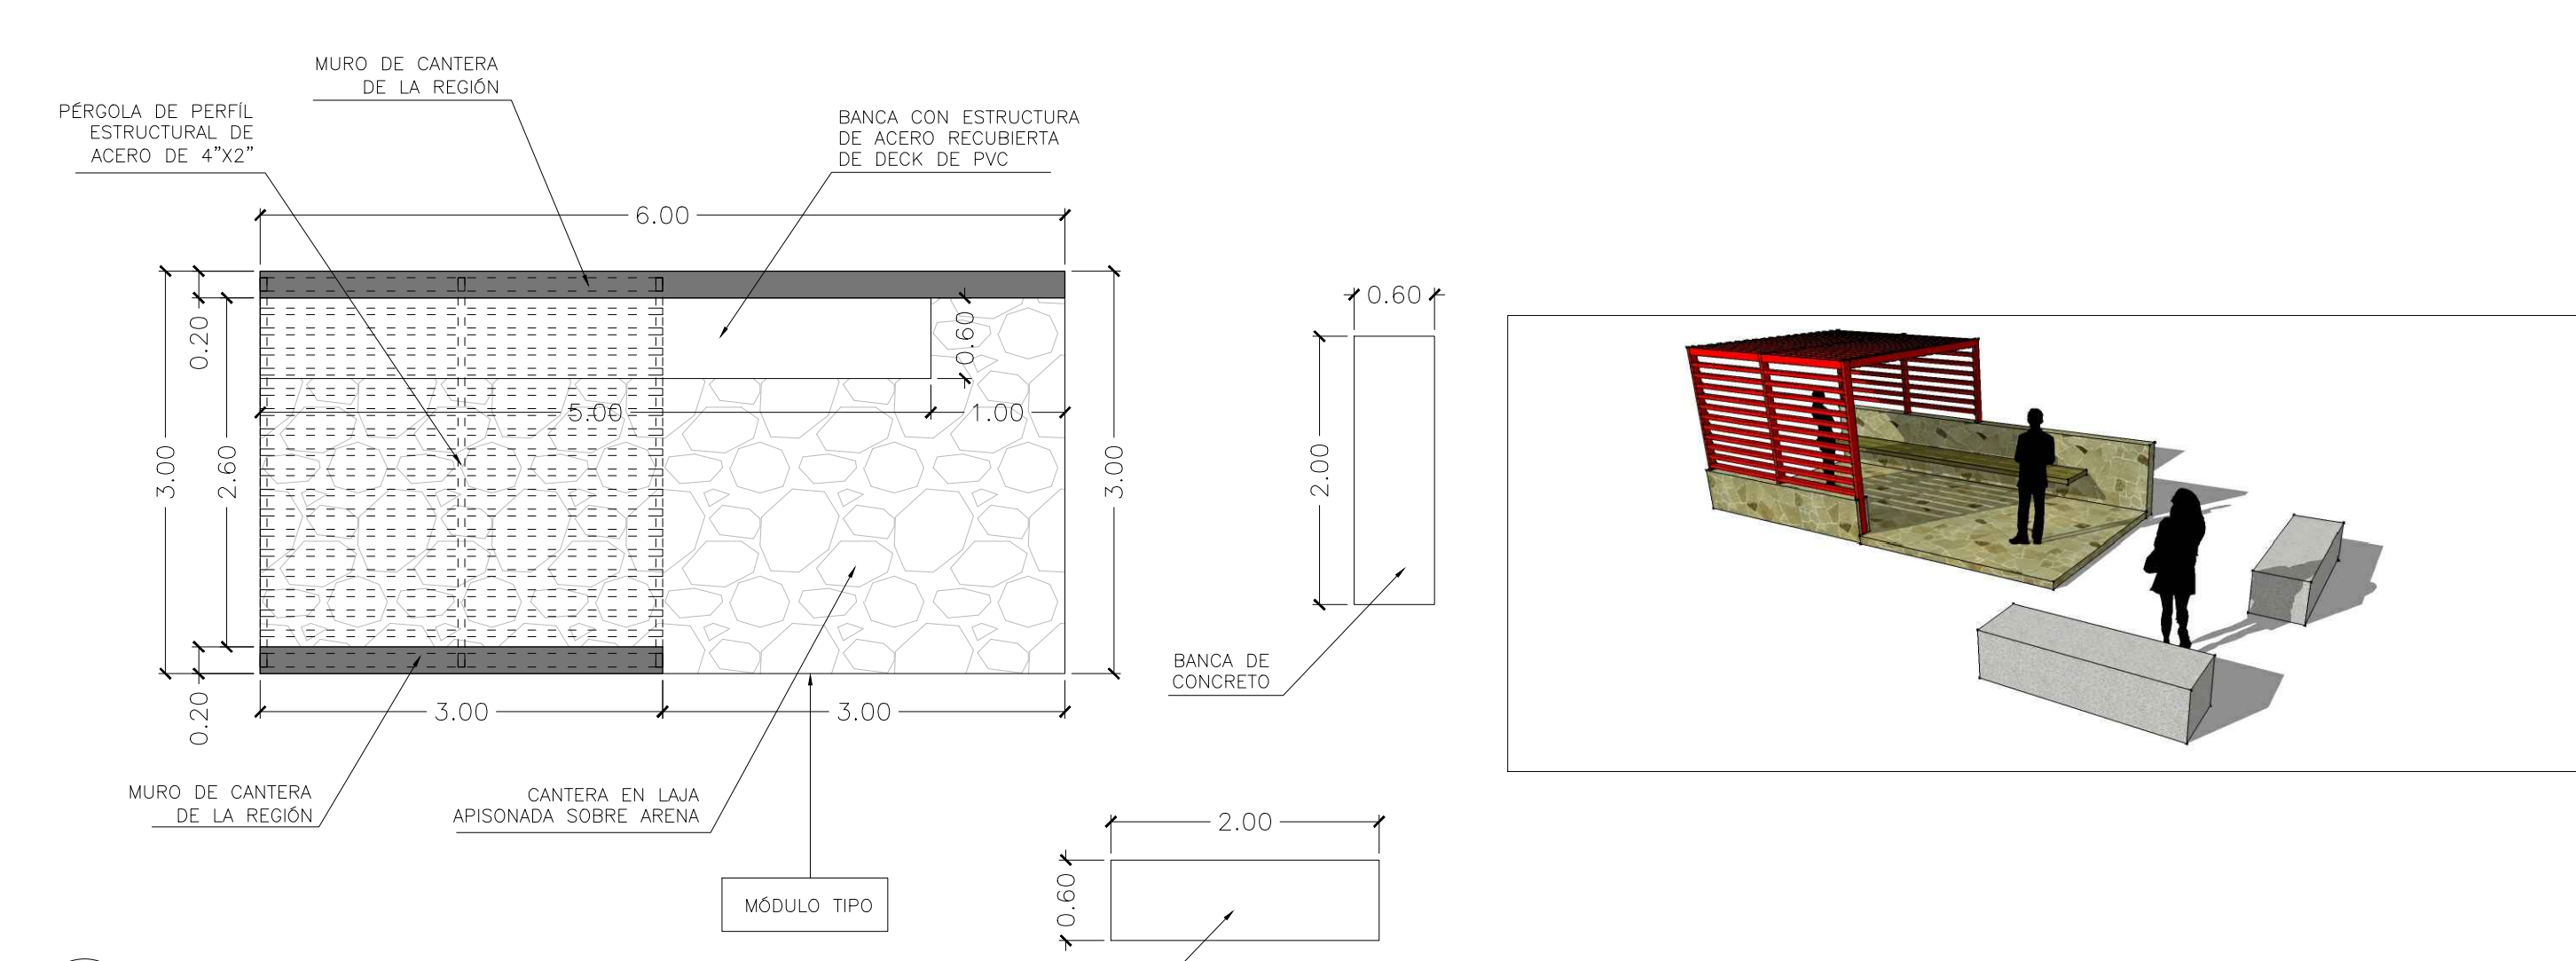 MURO DE CANTERA
DE LA REGIÓN
PÉRGOLA DE PERFÍL
ESTRUCTURAL DE
ACERO DE 4”X2”
BANCA CON ESTRUCTURA
DE ACERO RECUBIERTA
DE DECK DE PVC
6.00
0.20
0.60
0.60
5.00
1.00
3.00
2.60
3.00
2.00
0.20
3.00
3.00
BANCA DE
CONCRETO
MURO DE CANTERA
DE LA REGIÓN
CANTERA EN LAJA
APISONADA SOBRE ARENA
2.00
0.60
MÓDULO TIPO